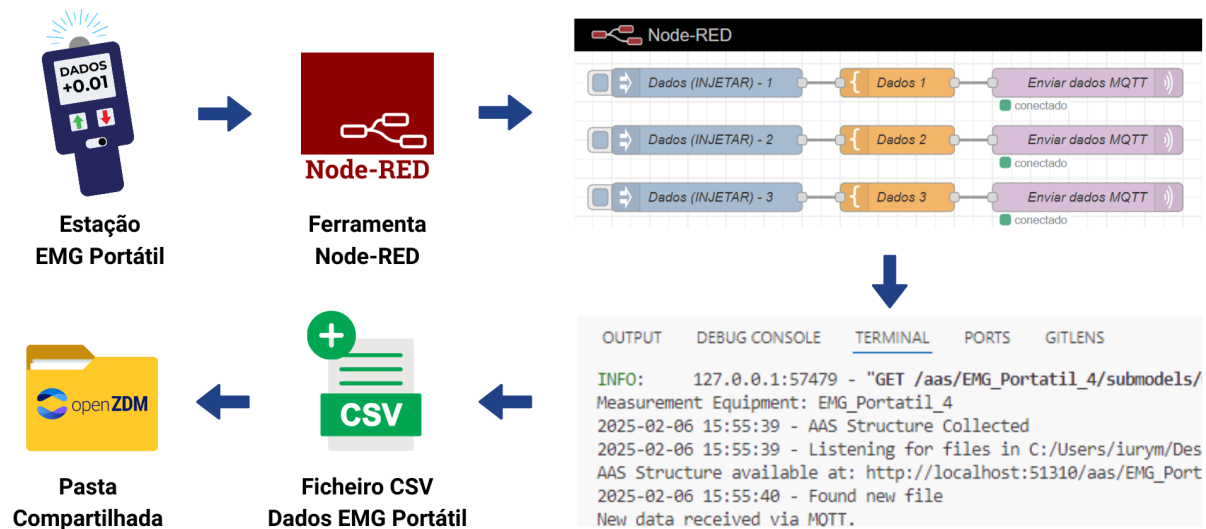 DADOS
+0.01
Estação
EMG Portátil
Node-RED
Ferramenta
Node-RED
Node-RED
Dados (INJETAR) - 1
Dados 1
Enviar dados MQTT
conectado
Dados (INJETAR) - 2
Dados 2
Enviar dados MQTT
conectado
Dados (INJETAR) - 3
Dados 3
Enviar dados MQTT
conectado
OUTPUT DEBUG CONSOLE TERMINAL PORTS GITLENS
INFO: 127.0.0.1:57479 - "GET /aas/EMG_Portatil_4/submodels/
Measurement Equipment: EMG_Portatil_4
2025-02-06 15:55:39 - AAS Structure Collected
2025-02-06 15:55:39 - Listening for files in C:/Users/iurym/Des
AAS Structure available at: http://localhost:51310/aas/EMG_Port
2025-02-06 15:55:40 - Found new file
New data received via MQTT.
CSV
Ficheiro CSV
Dados EMG Portátil
openZDM
Pasta
Compartilhada